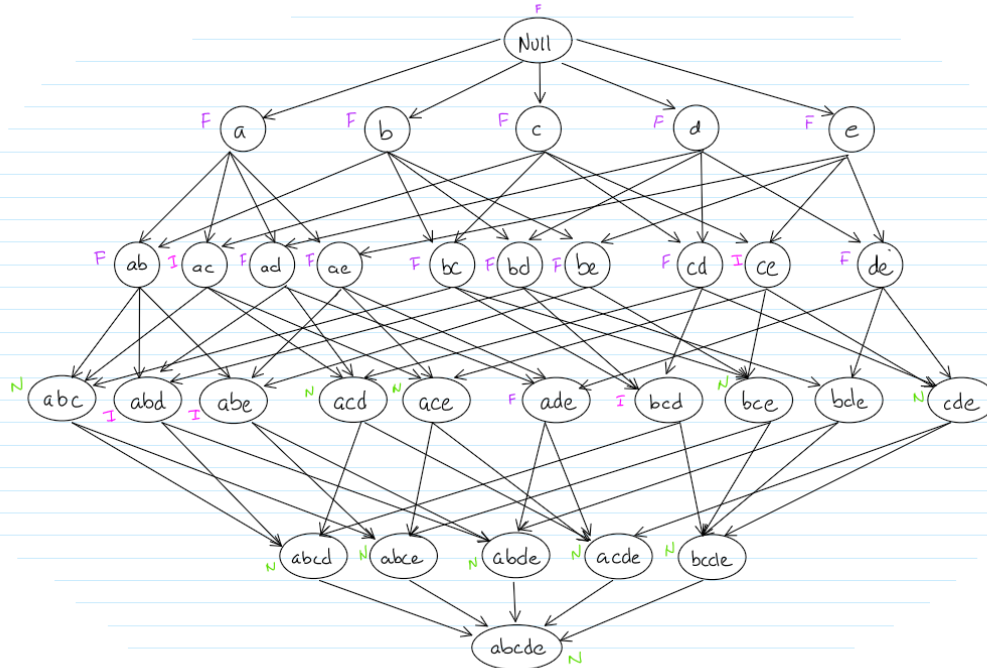 F
Null
F a F b F c F d F e
F ab I ac F ad F ae F bc F bd F be F cd I ce F de
N abc I abd I abe N acd N ace F ade I bcd N bce bde N cde
N abcd N abce N abde N acde N bcde
abcde N